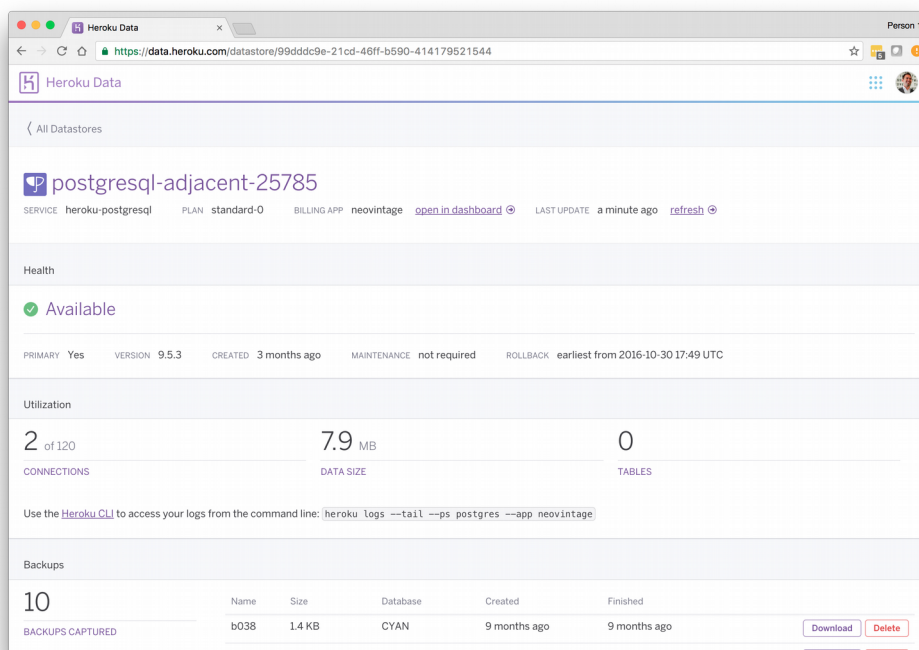 Heroku Data
Person 1
https://data.heroku.com/datastore/99dddc9e-21cd-46ff-b590-414179521544
5
Heroku Data
All Datastores
postgresql-adjacent-25785
SERVICE heroku-postgresql PLAN standard-0 BILLING APP neovintage open in dashboard LAST UPDATE a minute ago refresh
Health
Available
PRIMARY Yes VERSION 9.5.3 CREATED 3 months ago MAINTENANCE not required ROLLBACK earliest from 2016-10-30 17:49 UTC
Utilization
2 of 120 7.9 MB 0
CONNECTIONS DATA SIZE TABLES
Use the Heroku CLI to access your logs from the command line: heroku logs --tail --ps postgres --app neovintage
Backups
10
BACKUPS CAPTURED
Name Size Database Created Finished
b038 1.4 KB CYAN 9 months ago 9 months ago Download Delete